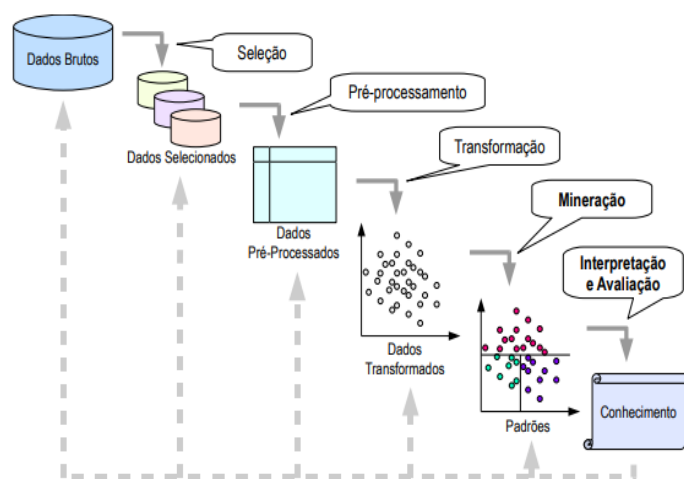 Dados Brutos
Seleção
Dados Selecionados
Pré-processamento
Dados
Pré-Processados
Transformação
Dados
Transformados
Mineração
Padrões
Interpretação
e Avaliação
Conhecimento